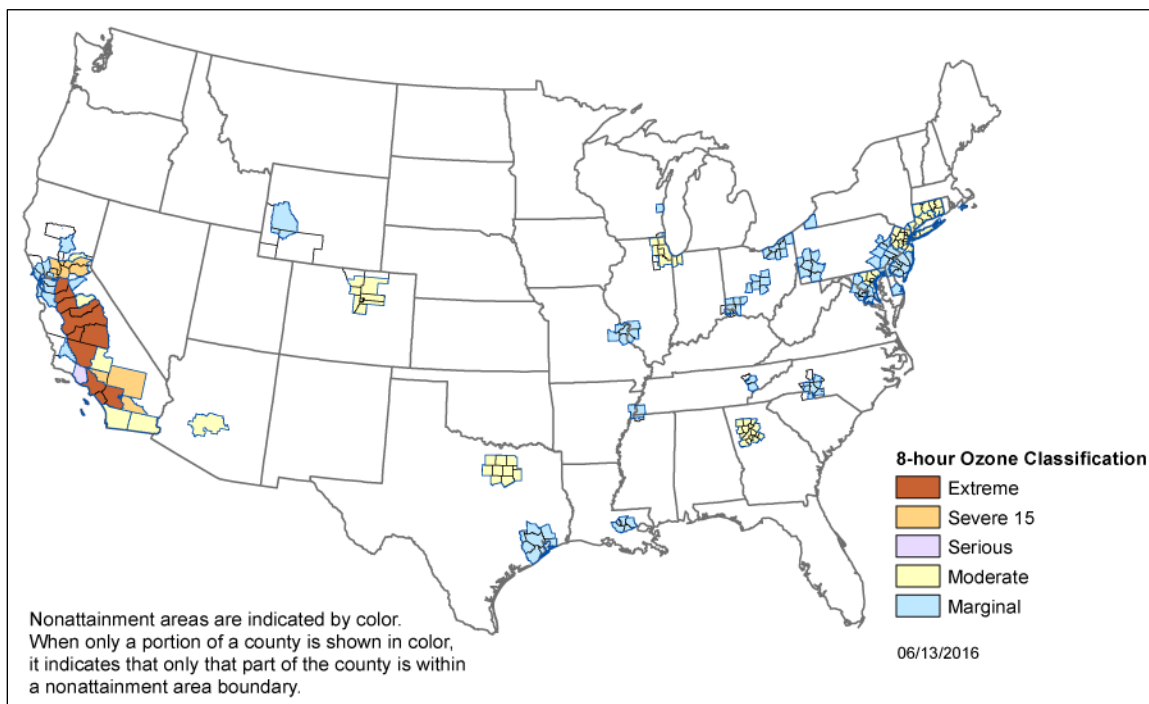 8-hour Ozone Classification
Extreme
Severe 15
Serious
Moderate
Marginal
Nonattainment areas are indicated by color.
When only a portion of a county is shown in color,
it indicates that only that part of the county is within
a nonattainment area boundary.
06/13/2016